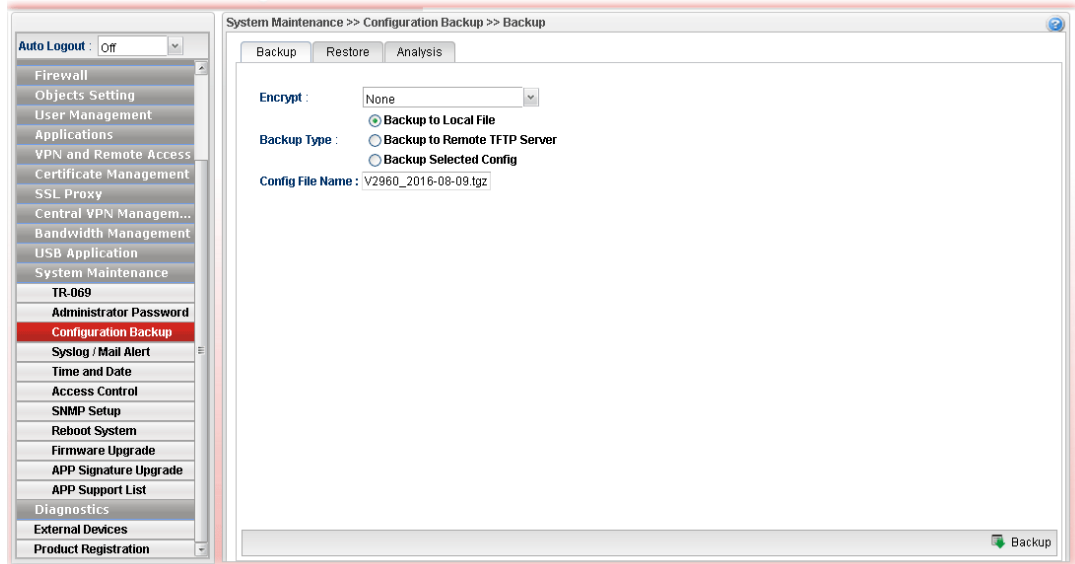 System Maintenance >> Configuration Backup >> Backup
Auto Logout : Off
Firewall
Objects Setting
User Management
Applications
VPN and Remote Access
Certificate Management
SSL Proxy
Central VPN Managem...
Bandwidth Management
USB Application
System Maintenance
TR-069
Administrator Password
Configuration Backup
Syslog / Mail Alert
Time and Date
Access Control
SNMP Setup
Reboot System
Firmware Upgrade
APP Signature Upgrade
APP Support List
Diagnostics
External Devices
Product Registration
Backup Restore Analysis
Encrypt : None
Backup Type :
Backup to Local File
Backup to Remote TFTP Server
Backup Selected Config
Config File Name : V2960_2016-08-09.tgz
Backup